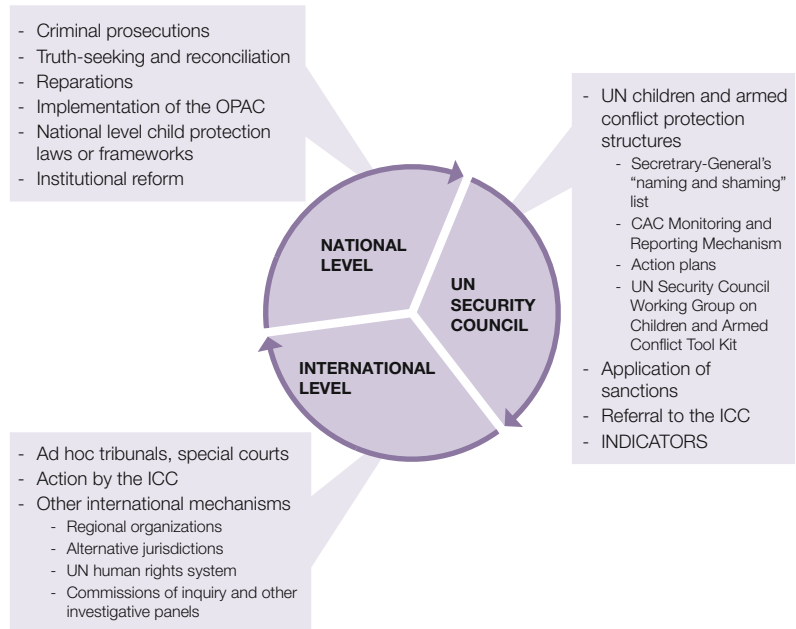 - Criminal prosecutions
- Truth-seeking and reconciliation
- Reparations
- Implementation of the OPAC
- National level child protection
laws or frameworks
- Institutional reform
- UN children and armed
conflict protection
structures
- Secretrary-General’s
“naming and shaming”
list
- CAC Monitoring and
Reporting Mechanism
- Action plans
- UN Security Council
Working Group on
Children and Armed
Conflict Tool Kit
- Application of
sanctions
- Referral to the ICC
- INDICATORS
NATIONAL
LEVEL
UN
SECURITY
COUNCIL
INTERNATIONAL
LEVEL
- Ad hoc tribunals, special courts
- Action by the ICC
- Other international mechanisms
- Regional organizations
- Alternative jurisdictions
- UN human rights system
- Commissions of inquiry and other
investigative panels